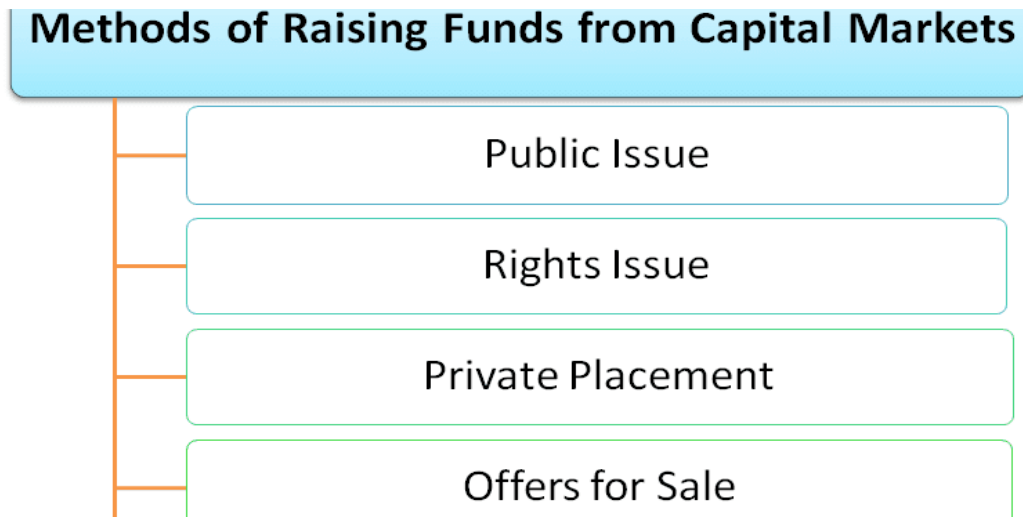 Methods of Raising Funds from Capital Markets
Public Issue
Rights Issue
Private Placement
Offers for Sale